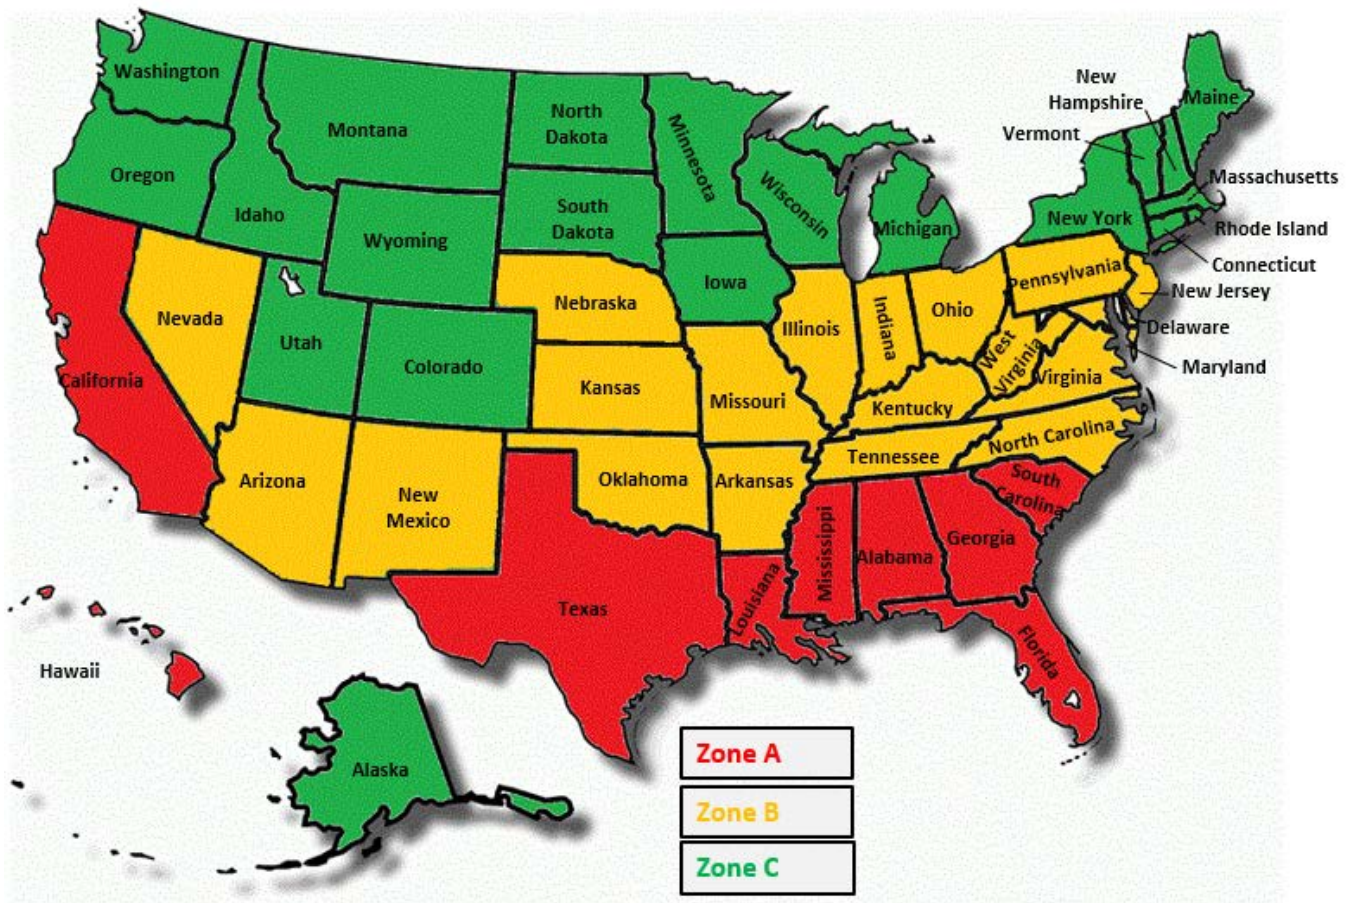 Washington
Montana
North
Dakota
Minnesota
New
Hampshire
Maine
Vermont
Oregon
Idaho
Wyoming
South
Dakota
Wisconsin
Michigan
New York
Massachusetts
Rhode Island
Connecticut
New Jersey
Delaware
Maryland
Nevada
Utah
Colorado
Nebraska
Iowa
Illinois
Indiana
Ohio
Pennsylvania
West
Virginia
Virginia
California
Kansas
Missouri
Kentucky
Arizona
New
Mexico
Oklahoma
Arkansas
Tennessee
North Carolina
South
Carolina
Texas
Louisiana
Mississippi
Alabama
Georgia
Florida
Hawaii
Alaska
Zone A
Zone B
Zone C